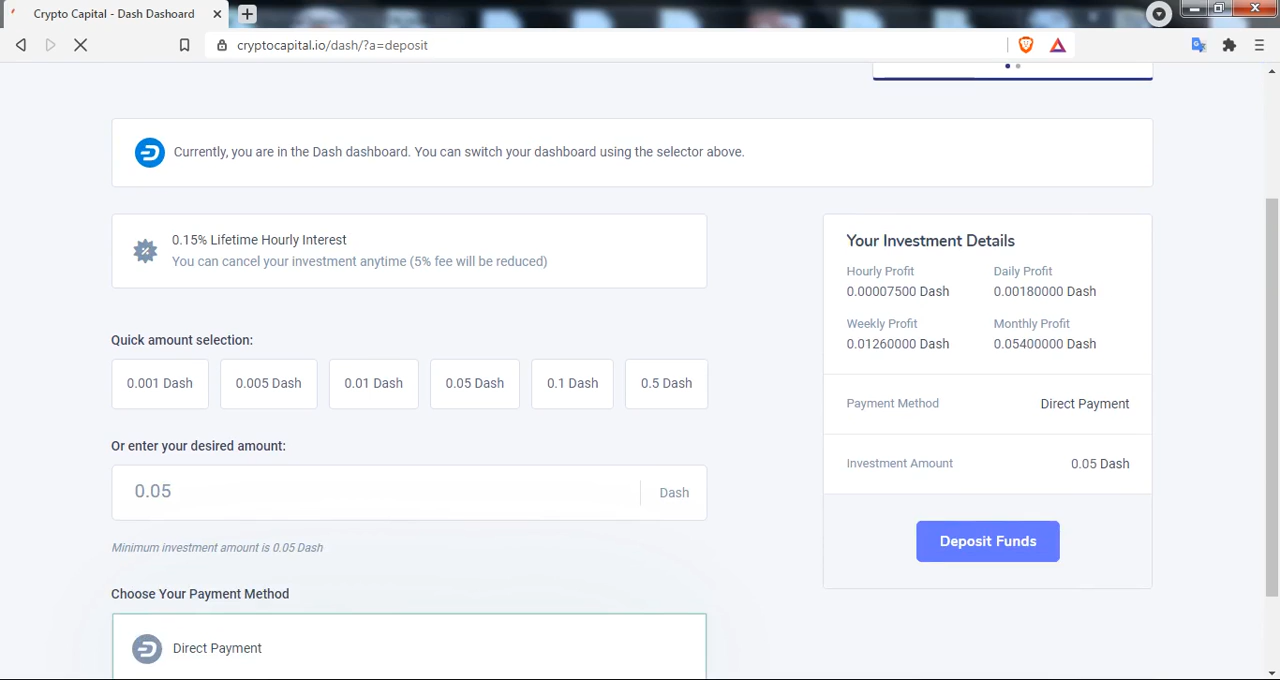 Crypto Capital - Dash Dashoard
cryptocapital.io/dash/?a=deposit
Currently, you are in the Dash dashboard. You can switch your dashboard using the selector above.
0.15% Lifetime Hourly Interest
You can cancel your investment anytime (5% fee will be reduced)
Quick amount selection:
0.001 Dash 0.005 Dash 0.01 Dash 0.05 Dash 0.1 Dash 0.5 Dash
Or enter your desired amount:
0.05 Dash
Minimum investment amount is 0.05 Dash
Choose Your Payment Method
Direct Payment
Your Investment Details
Hourly Profit Daily Profit
0.00007500 Dash 0.00180000 Dash
Weekly Profit Monthly Profit
0.01260000 Dash 0.05400000 Dash
Payment Method Direct Payment
Investment Amount 0.05 Dash
Deposit Funds